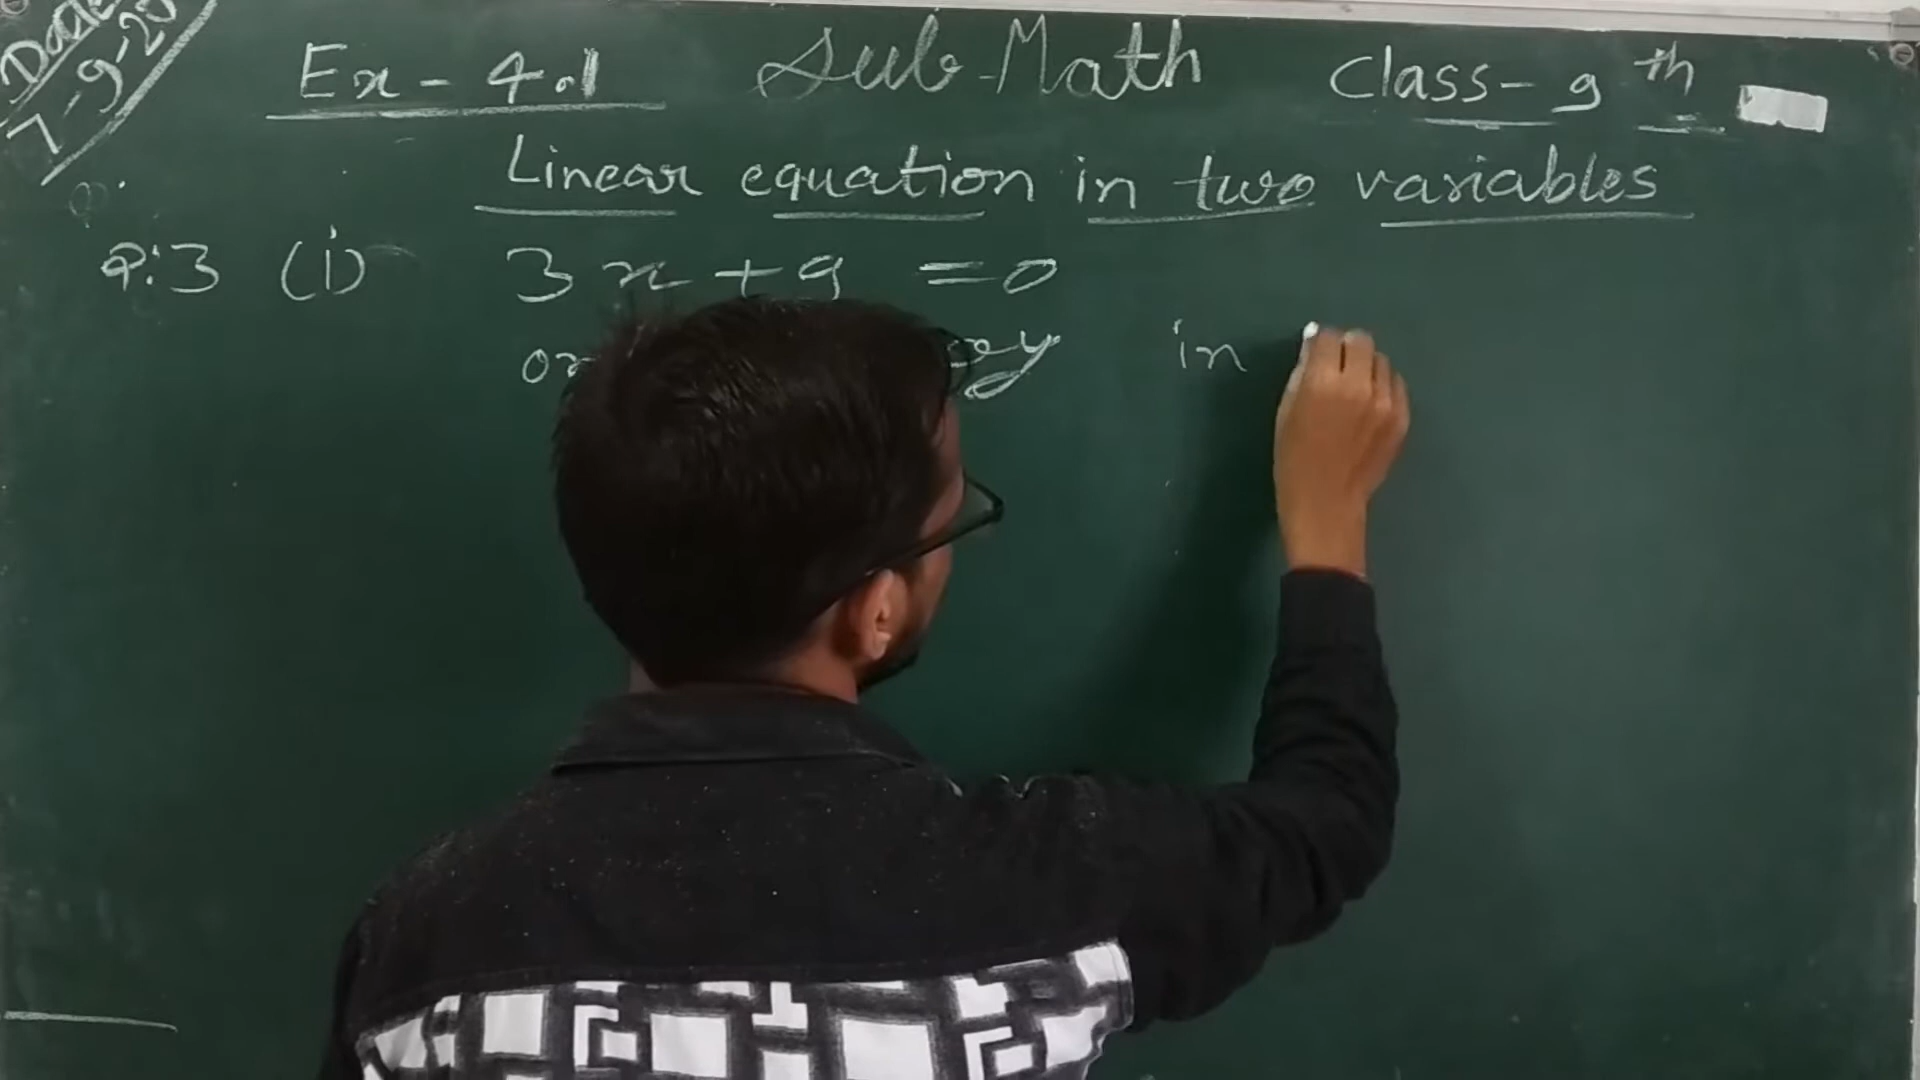 Date
7-9-20
Ex - 4.1 Sub-Math Class- 9th
Linear equation in two variables
Q:3 (i) 3x + 9 = 0
in